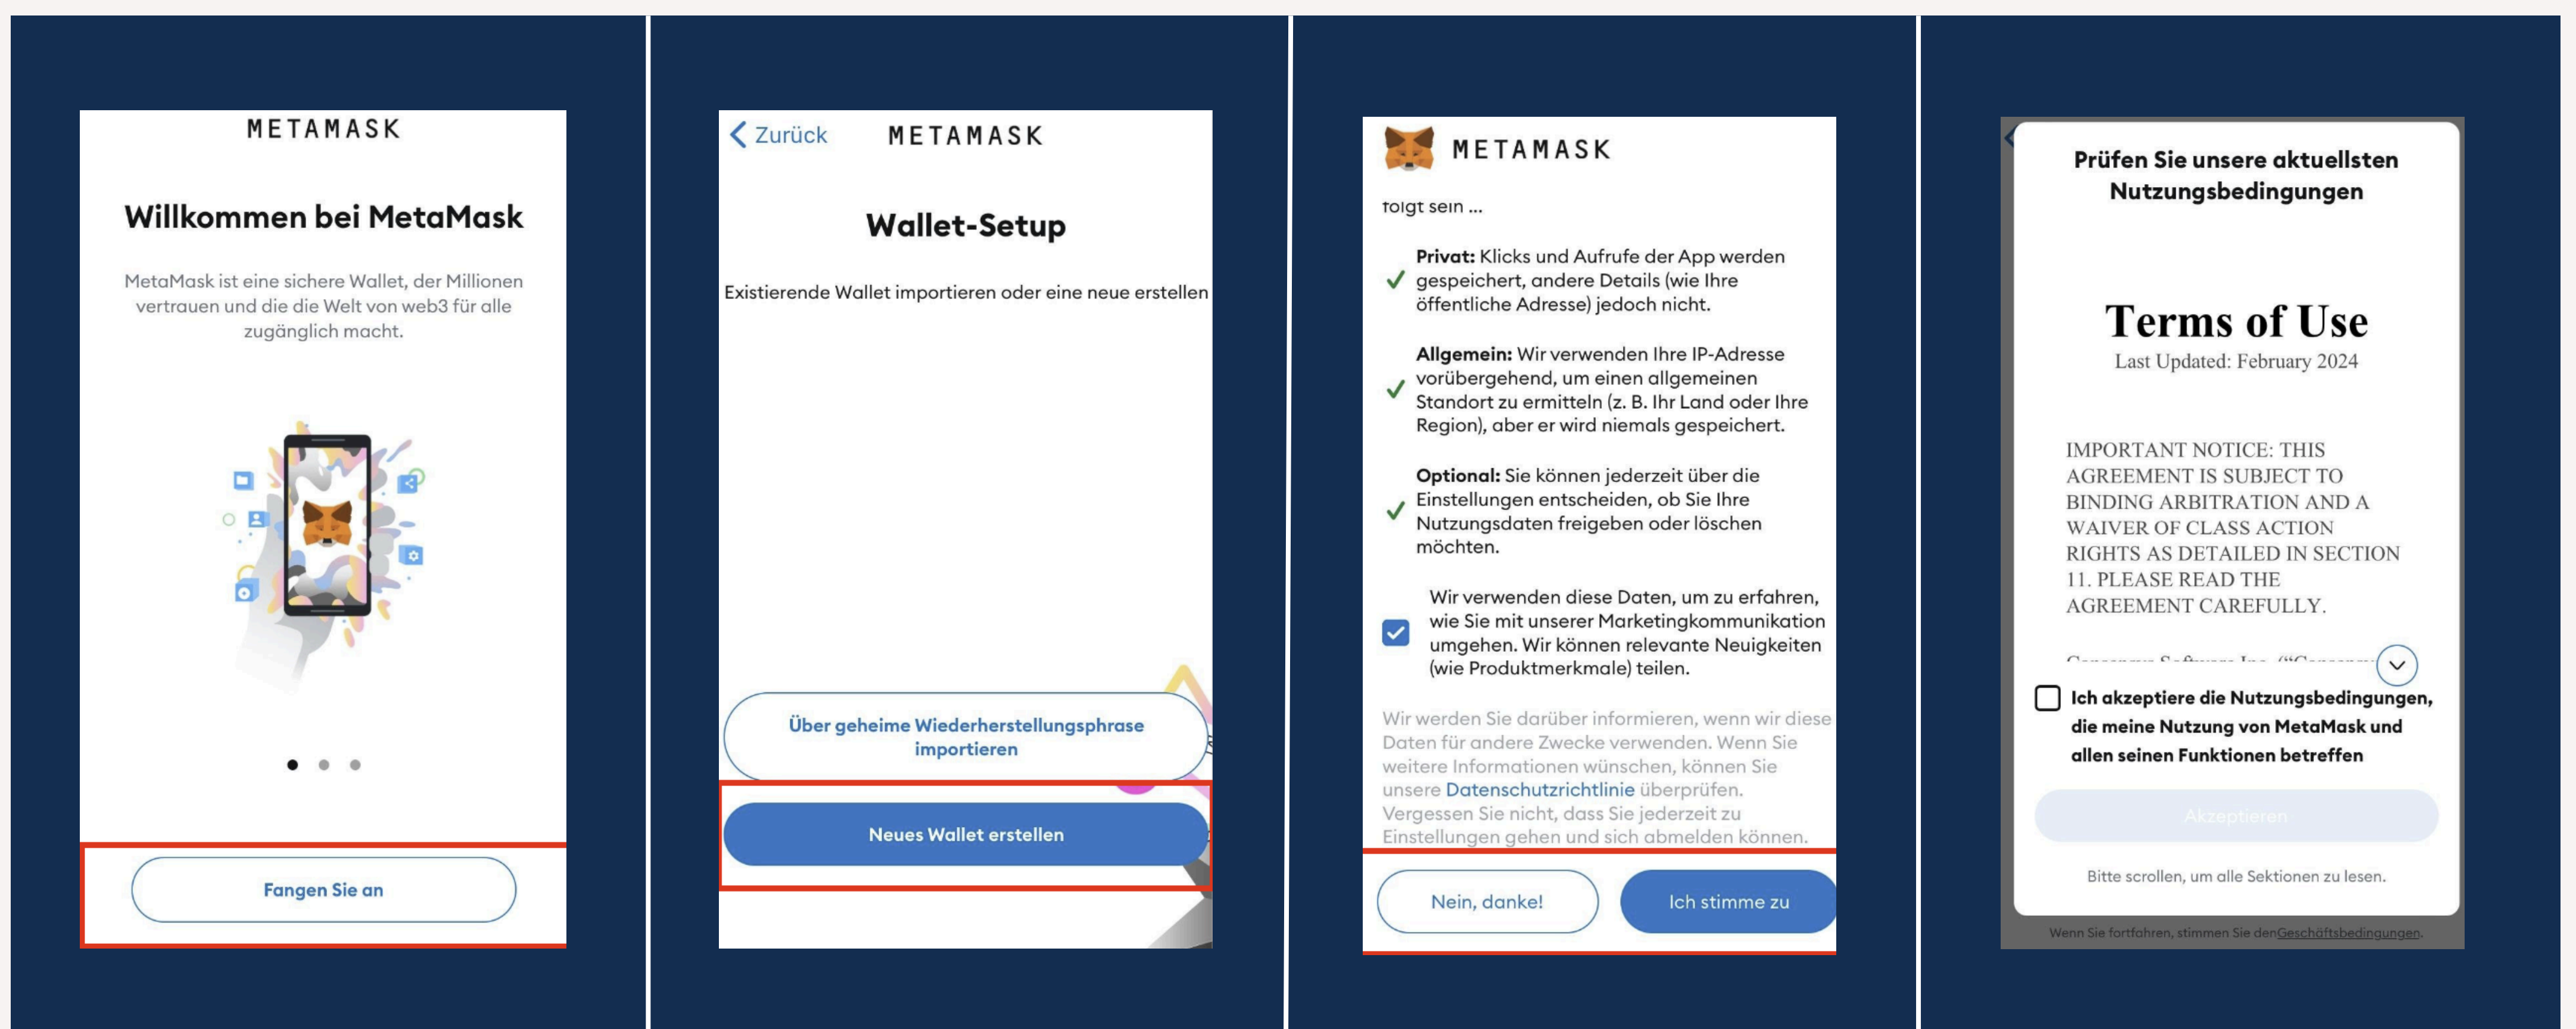 METAMASK
Willkommen bei MetaMask
MetaMask ist eine sichere Wallet, der Millionen
vertrauen und die die Welt von web3 für alle
zugänglich macht.
Fangen Sie an
Zurück
METAMASK
Wallet-Setup
Existierende Wallet importieren oder eine neue erstellen
Über geheime Wiederherstellungsphrase
importieren
Neues Wallet erstellen
METAMASK
folgt sein ...
Privat: Klicks und Aufrufe der App werden
gespeichert, andere Details (wie Ihre
öffentliche Adresse) jedoch nicht.
Allgemein: Wir verwenden Ihre IP-Adresse
vorübergehend, um einen allgemeinen
Standort zu ermitteln (z. B. Ihr Land oder Ihre
Region), aber er wird niemals gespeichert.
Optional: Sie können jederzeit über die
Einstellungen entscheiden, ob Sie Ihre
Nutzungsdaten freigeben oder löschen
möchten.
Wir verwenden diese Daten, um zu erfahren,
wie Sie mit unserer Marketingkommunikation
umgehen. Wir können relevante Neuigkeiten
(wie Produktmerkmale) teilen.
Wir werden Sie darüber informieren, wenn wir diese
Daten für andere Zwecke verwenden. Wenn Sie
weitere Informationen wünschen, können Sie
unsere Datenschutzrichtlinie überprüfen.
Vergessen Sie nicht, dass Sie jederzeit zu
Einstellungen gehen und sich abmelden können.
Nein, danke!
Ich stimme zu
Prüfen Sie unsere aktuellsten
Nutzungsbedingungen
Terms of Use
Last Updated: February 2024
IMPORTANT NOTICE: THIS
AGREEMENT IS SUBJECT TO
BINDING ARBITRATION AND A
WAIVER OF CLASS ACTION
RIGHTS AS DETAILED IN SECTION
11. PLEASE READ THE
AGREEMENT CAREFULLY.
Ich akzeptiere die Nutzungsbedingungen,
die meine Nutzung von MetaMask und
allen seinen Funktionen betreffen
Akzeptieren
Bitte scrollen, um alle Sektionen zu lesen.
Wenn Sie fortfahren, stimmen Sie denGeschäftsbedingungen.